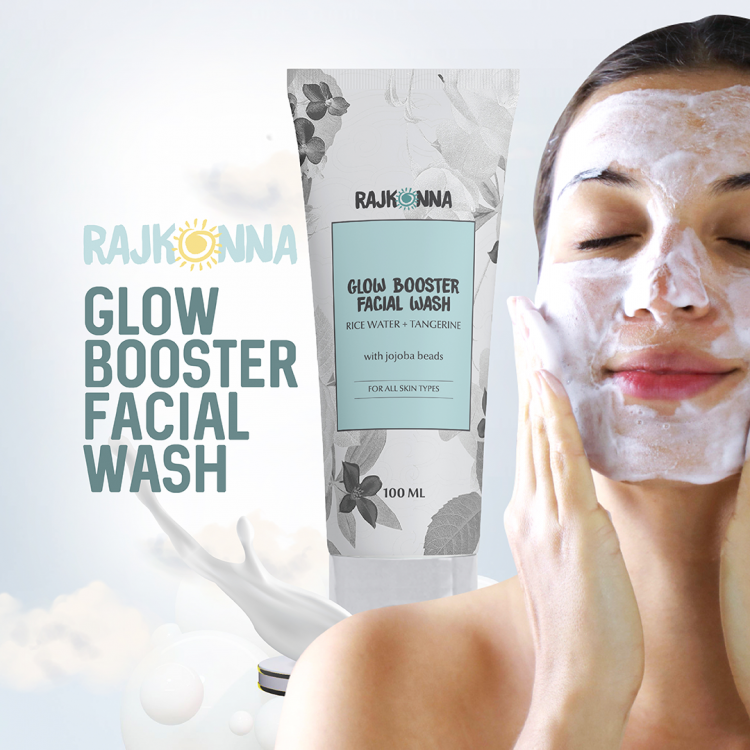 RAJKONNA
GLOW
BOOSTER
FACIAL
WASH
RAJKONNA
GLOW BOOSTER
FACIAL WASH
RICE WATER + TANGERINE
with jojoba beads
FOR ALL SKIN TYPES
100 ML